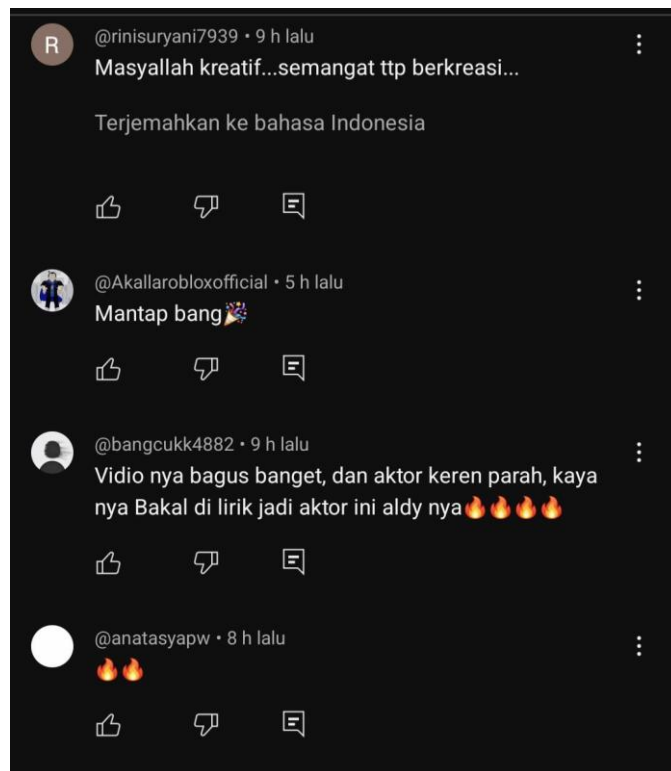 R
@rinisuryani7939 • 9 h lalu
Masyallah kreatif...semangat ttp berkreasi...
Terjemahkan ke bahasa Indonesia
@Akallarobloxofficial • 5 h lalu
Mantap bang🎉
@bangcukk4882 • 9 h lalu
Vidio nya bagus banget, dan aktor keren parah, kaya
nya Bakal di lirik jadi aktor ini aldy nya🔥🔥🔥🔥
@anatasyapw • 8 h lalu
🔥🔥